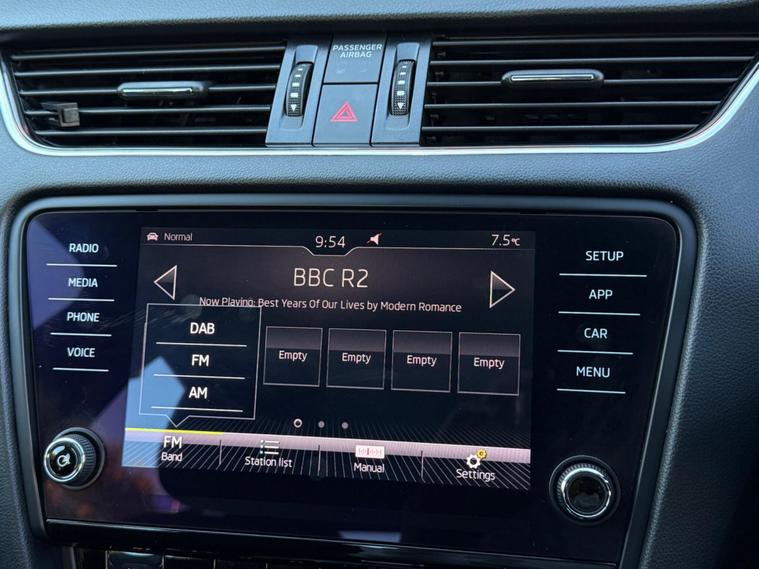 PASSENGER
AIRBAG
RADIO
MEDIA
PHONE
VOICE
Normal
9:54
7.5°C
BBC R2
Now Playing: Best Years Of Our Lives by Modern Romance
DAB
FM
AM
Empty
Empty
Empty
Empty
FM
Band
Station list
Manual
Settings
SETUP
APP
CAR
MENU